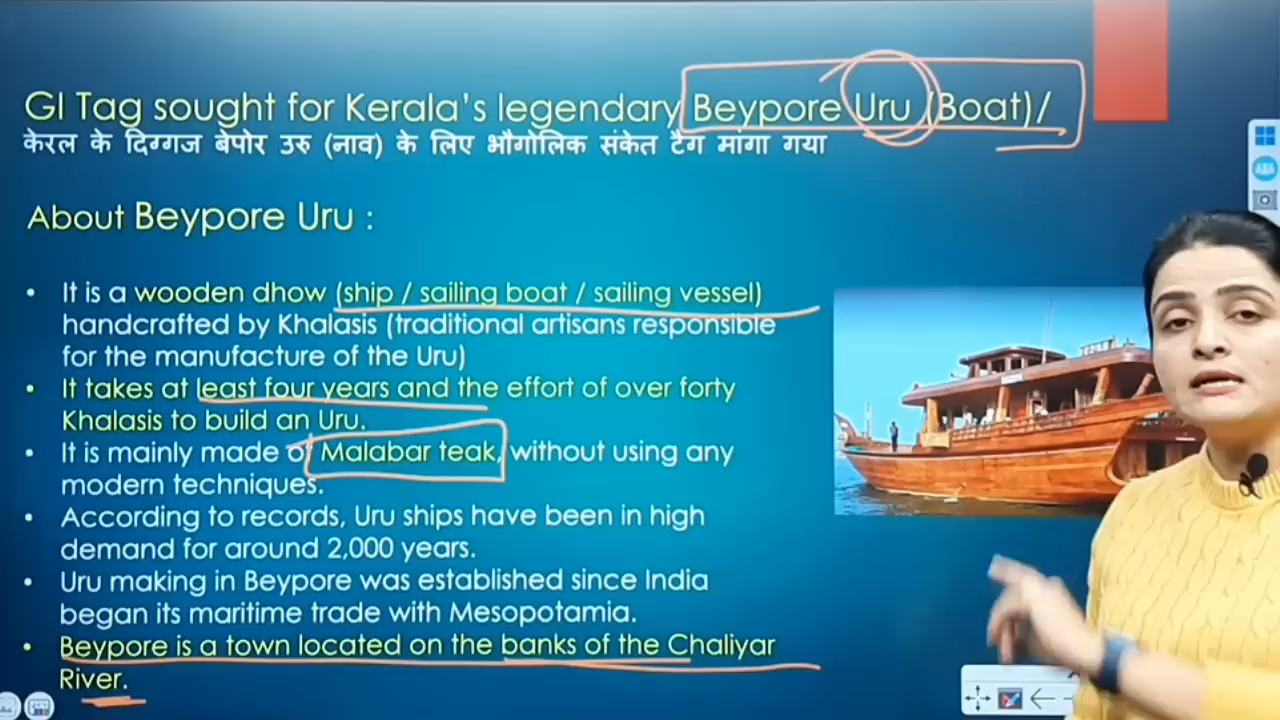 GI Tag sought for Kerala's legendary Beypore Uru (Boat)/
केरल के दिग्गज बेपोर उरु (नाव) के लिए भौगोलिक संकेत टैग मांगा गया
About Beypore Uru :
• It is a wooden dhow (ship / sailing boat / sailing vessel)
handcrafted by Khalasis (traditional artisans responsible
for the manufacture of the Uru)
• It takes at least four years and the effort of over forty
Khalasis to build an Uru.
• It is mainly made of Malabar teak, without using any
modern techniques.
• According to records, Uru ships have been in high
demand for around 2,000 years.
• Uru making in Beypore was established since India
began its maritime trade with Mesopotamia.
• Beypore is a town located on the banks of the Chaliyar
River.